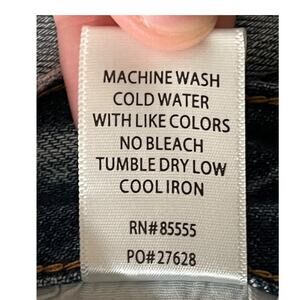 MACHINE WASH
COLD WATER
WITH LIKE COLORS
NO BLEACH
TUMBLE DRY LOW
COOL IRON
RN#85555
PO#27628